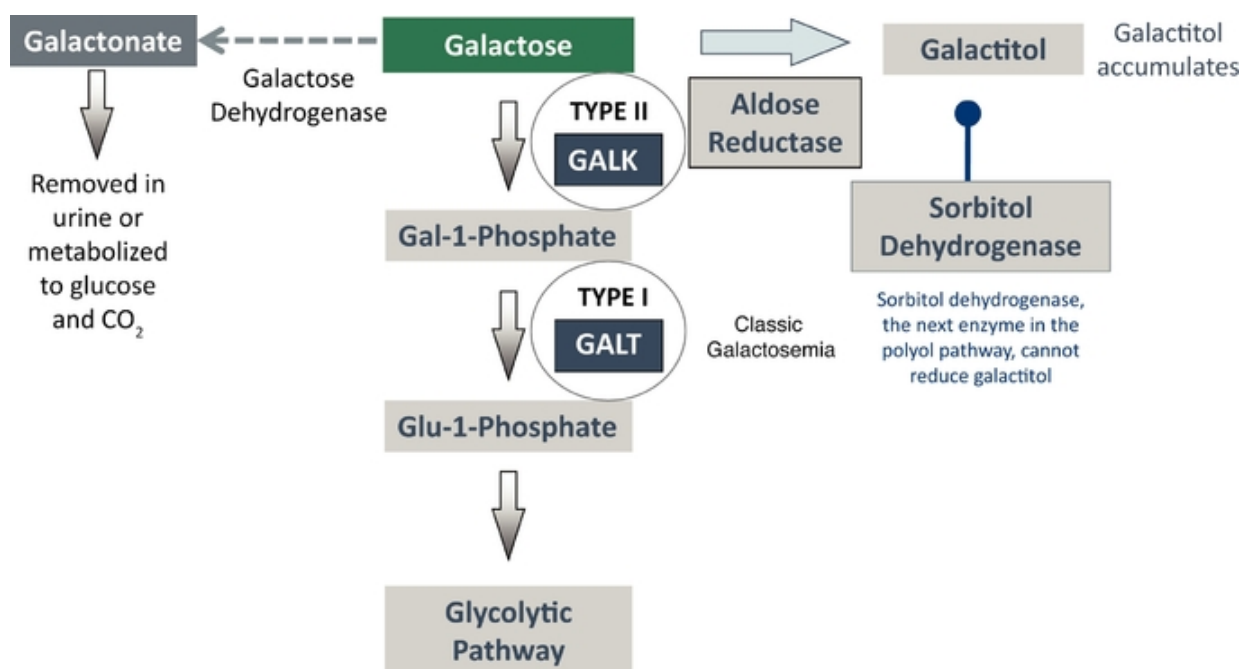 Galactonate
Galactose
Galactitol
Galactitol
accumulates
Galactose
Dehydrogenase
TYPE II
GALK
Aldose
Reductase
Removed in
urine or
metabolized
to glucose
and CO2
Gal-1-Phosphate
Sorbitol
Dehydrogenase
TYPE I
GALT
Classic
Galactosemia
Sorbitol dehydrogenase,
the next enzyme in the
polyol pathway, cannot
reduce galactitol
Glu-1-Phosphate
Glycolytic
Pathway